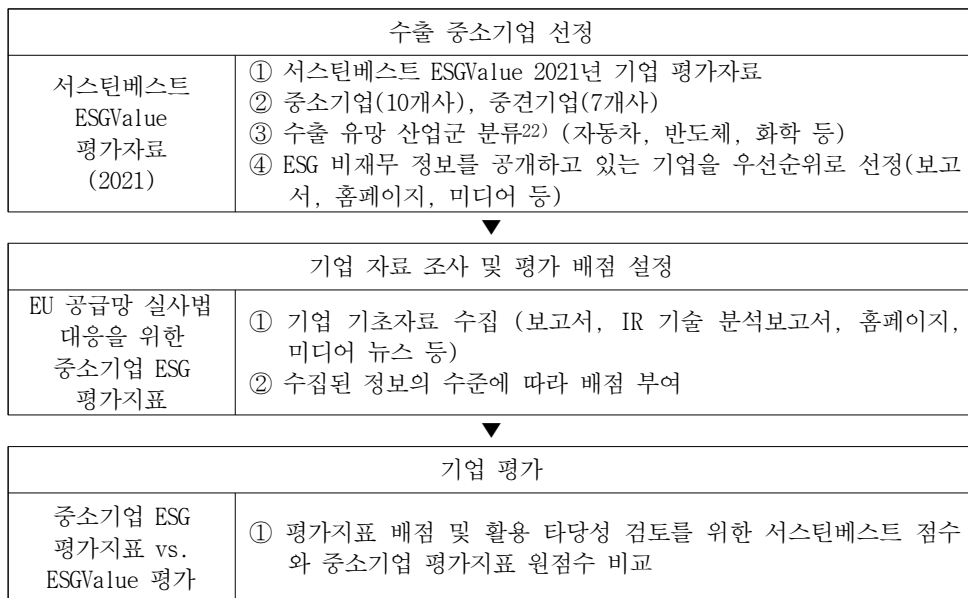 수출 중소기업 선정
서스틴베스트
ESGValue
평가자료
(2021)
① 서스틴베스트 ESGValue 2021년 기업 평가자료
② 중소기업(10개사), 중견기업(7개사)
③ 수출 유망 산업군 분류22) (자동차, 반도체, 화학 등)
④ ESG 비재무 정보를 공개하고 있는 기업을 우선순위로 선정(보고
서, 홈페이지, 미디어 등)
▼
기업 자료 조사 및 평가 배점 설정
EU 공급망 실사법
대응을 위한
중소기업 ESG
평가지표
① 기업 기초자료 수집 (보고서, IR 기술 분석보고서, 홈페이지,
미디어 뉴스 등)
② 수집된 정보의 수준에 따라 배점 부여
▼
기업 평가
중소기업 ESG
평가지표 vs.
ESGValue 평가
① 평가지표 배점 및 활용 타당성 검토를 위한 서스틴베스트 점수
와 중소기업 평가지표 원점수 비교